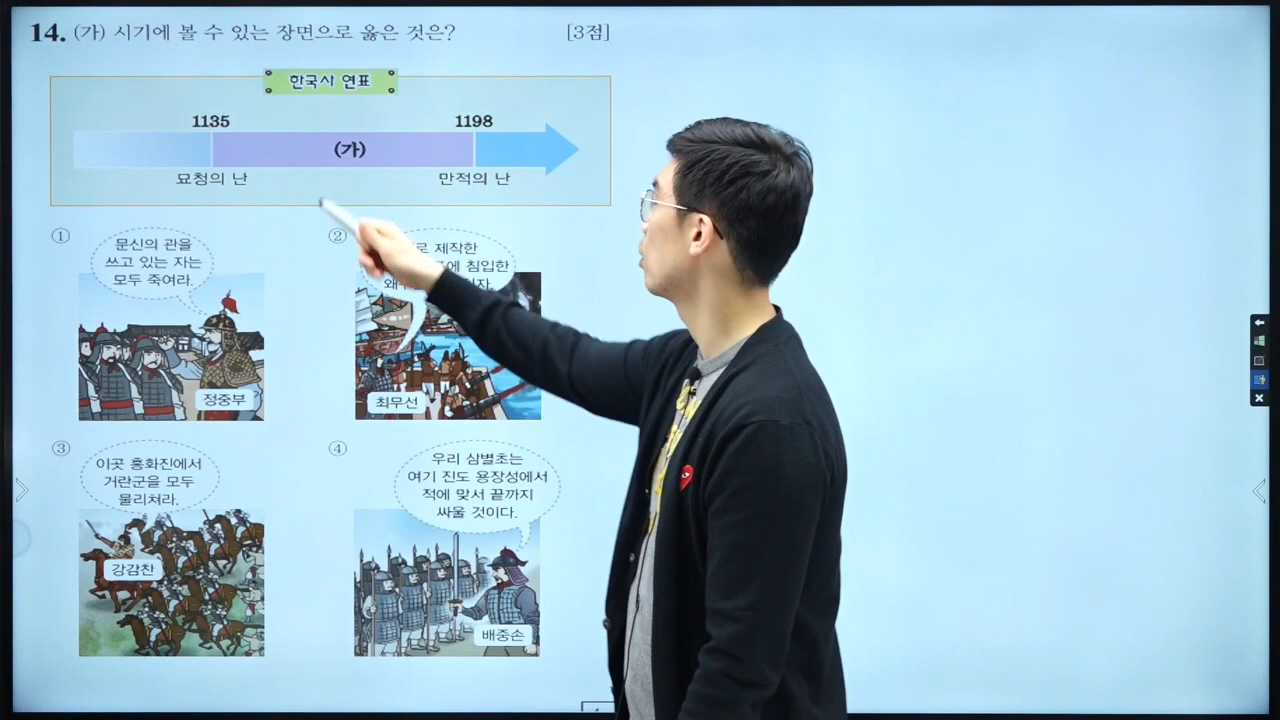 14. (가) 시기에 볼 수 있는 장면으로 옳은 것은? [3점]
한국사 연표
1135 1198
(가)
묘청의 난 만적의 난
①
문신의 관을
쓰고 있는 자는
모두 죽여라.
정중부
②
제작한
침입한
최무선
③
이곳 흥화진에서
거란군을 모두
물리쳐라.
강감찬
④
우리 삼별초는
여기 진도 용장성에서
적에 맞서 끝까지
싸울 것이다.
배중손